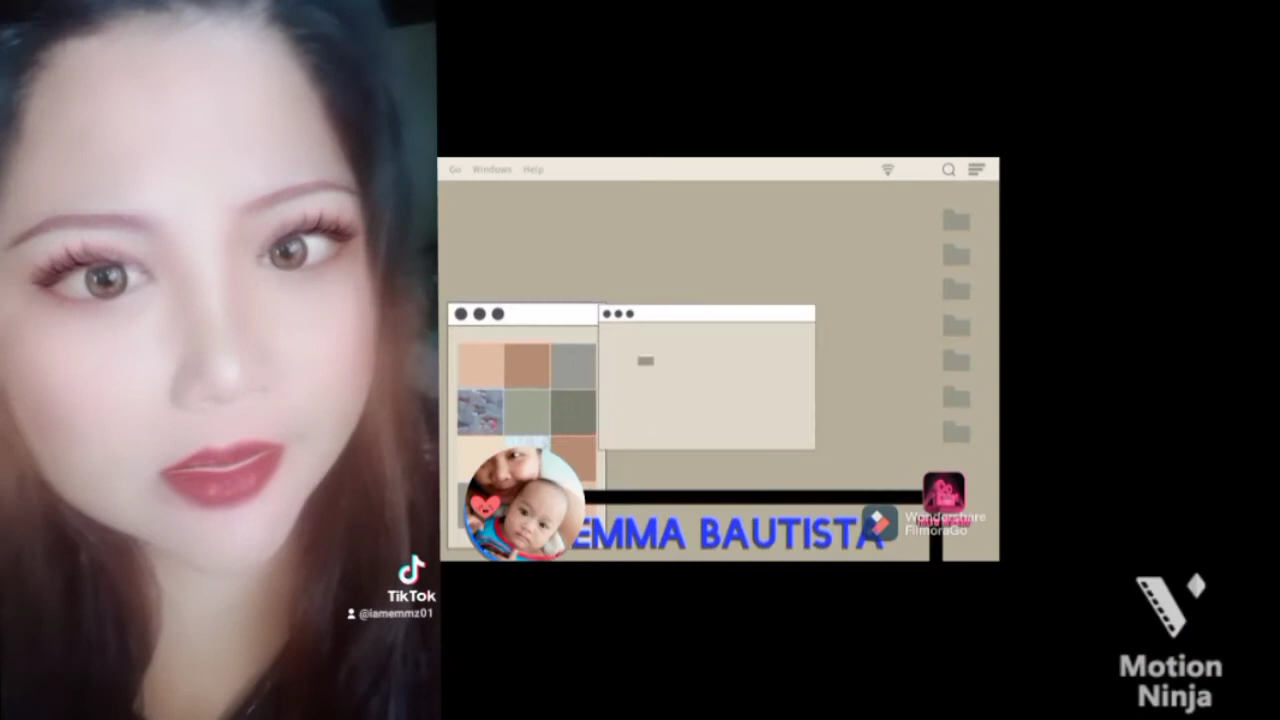 Go Windows Help
EMMA BAUTISTA
Wondershare
FilmoraGo
TikTok
@iamemmz01
Motion
Ninja